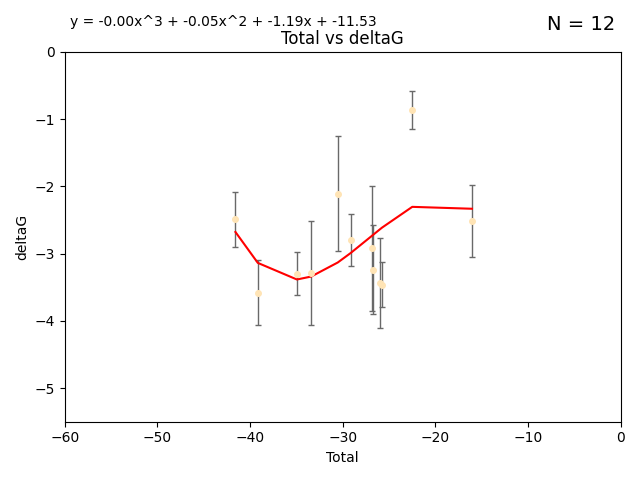 y = -0.00x^3 + -0.05x^2 + -1.19x + -11.53
N = 12
Total vs deltaG
0
−1
−2
−3
−4
−5
deltaG
−60
−50
−40
−30
−20
−10
0
Total